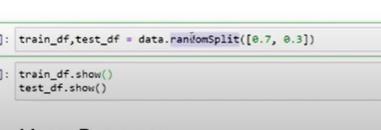 ]: train_df,test_df = data.randomSplit([0.7, 0.3])
]: train_df.show()
test_df.show()